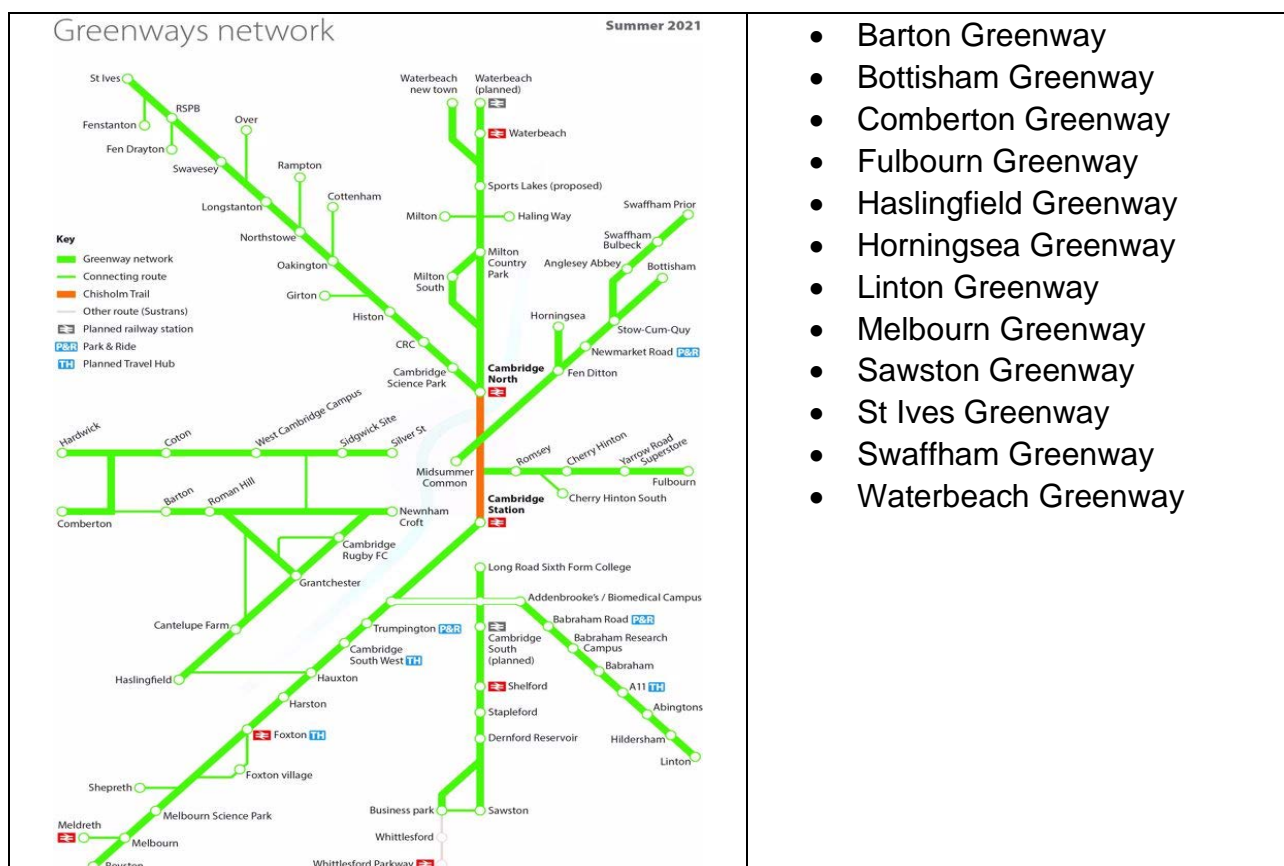 Greenways network
Summer 2021
St Ives
Fenstanton
RSPB
Fen Drayton
Over
Swavesey
Rampton
Longstanton
Cottenham
Northstowe
Oakington
Girton
Histon
CRC
Cambridge
Science Park
Waterbeach
new town
Waterbeach
(planned)
Waterbeach
Sports Lakes (proposed)
Milton
Haling Way
Milton
Country
Park
Milton
South
Swaffham Prior
Swaffham
Bulbeck
Anglesey Abbey
Bottisham
Horningsea
Stow-Cum-Quy
Newmarket Road P&R
Fen Ditton
Cambridge
North
Key
Greenway network
Connecting route
Chisholm Trail
Other route (Sustrans)
Planned railway station
P&R Park & Ride
TH Planned Travel Hub
Hardwick
Coton
West Cambridge Campus
Sidgwick Site
Silver St
Midsummer
Common
Romsey
Cherry Hinton
Yarrow Road
Superstore
Fulbourn
Cherry Hinton South
Comberton
Barton
Roman Hill
Newnham
Croft
Cambridge
Station
Cambridge
Rugby FC
Grantchester
Cantelupe Farm
Haslingfield
Long Road Sixth Form College
Addenbrooke's / Biomedical Campus
Trumpington P&R
Cambridge
South West TH
Hauxton
Harston
Foxton TH
Foxton village
Shepreth
Melbourn Science Park
Meldreth
Melbourn
Royston
Babraham Road P&R
Babraham Research
Campus
Babraham
A11 TH
Abingtons
Hildersham
Linton
Cambridge
South
(planned)
Shelford
Stapleford
Dernford Reservoir
Business park
Sawston
Whittlesford
Whittlesford Parkway
• Barton Greenway
• Bottisham Greenway
• Comberton Greenway
• Fulbourn Greenway
• Haslingfield Greenway
• Horningsea Greenway
• Linton Greenway
• Melbourn Greenway
• Sawston Greenway
• St Ives Greenway
• Swaffham Greenway
• Waterbeach Greenway